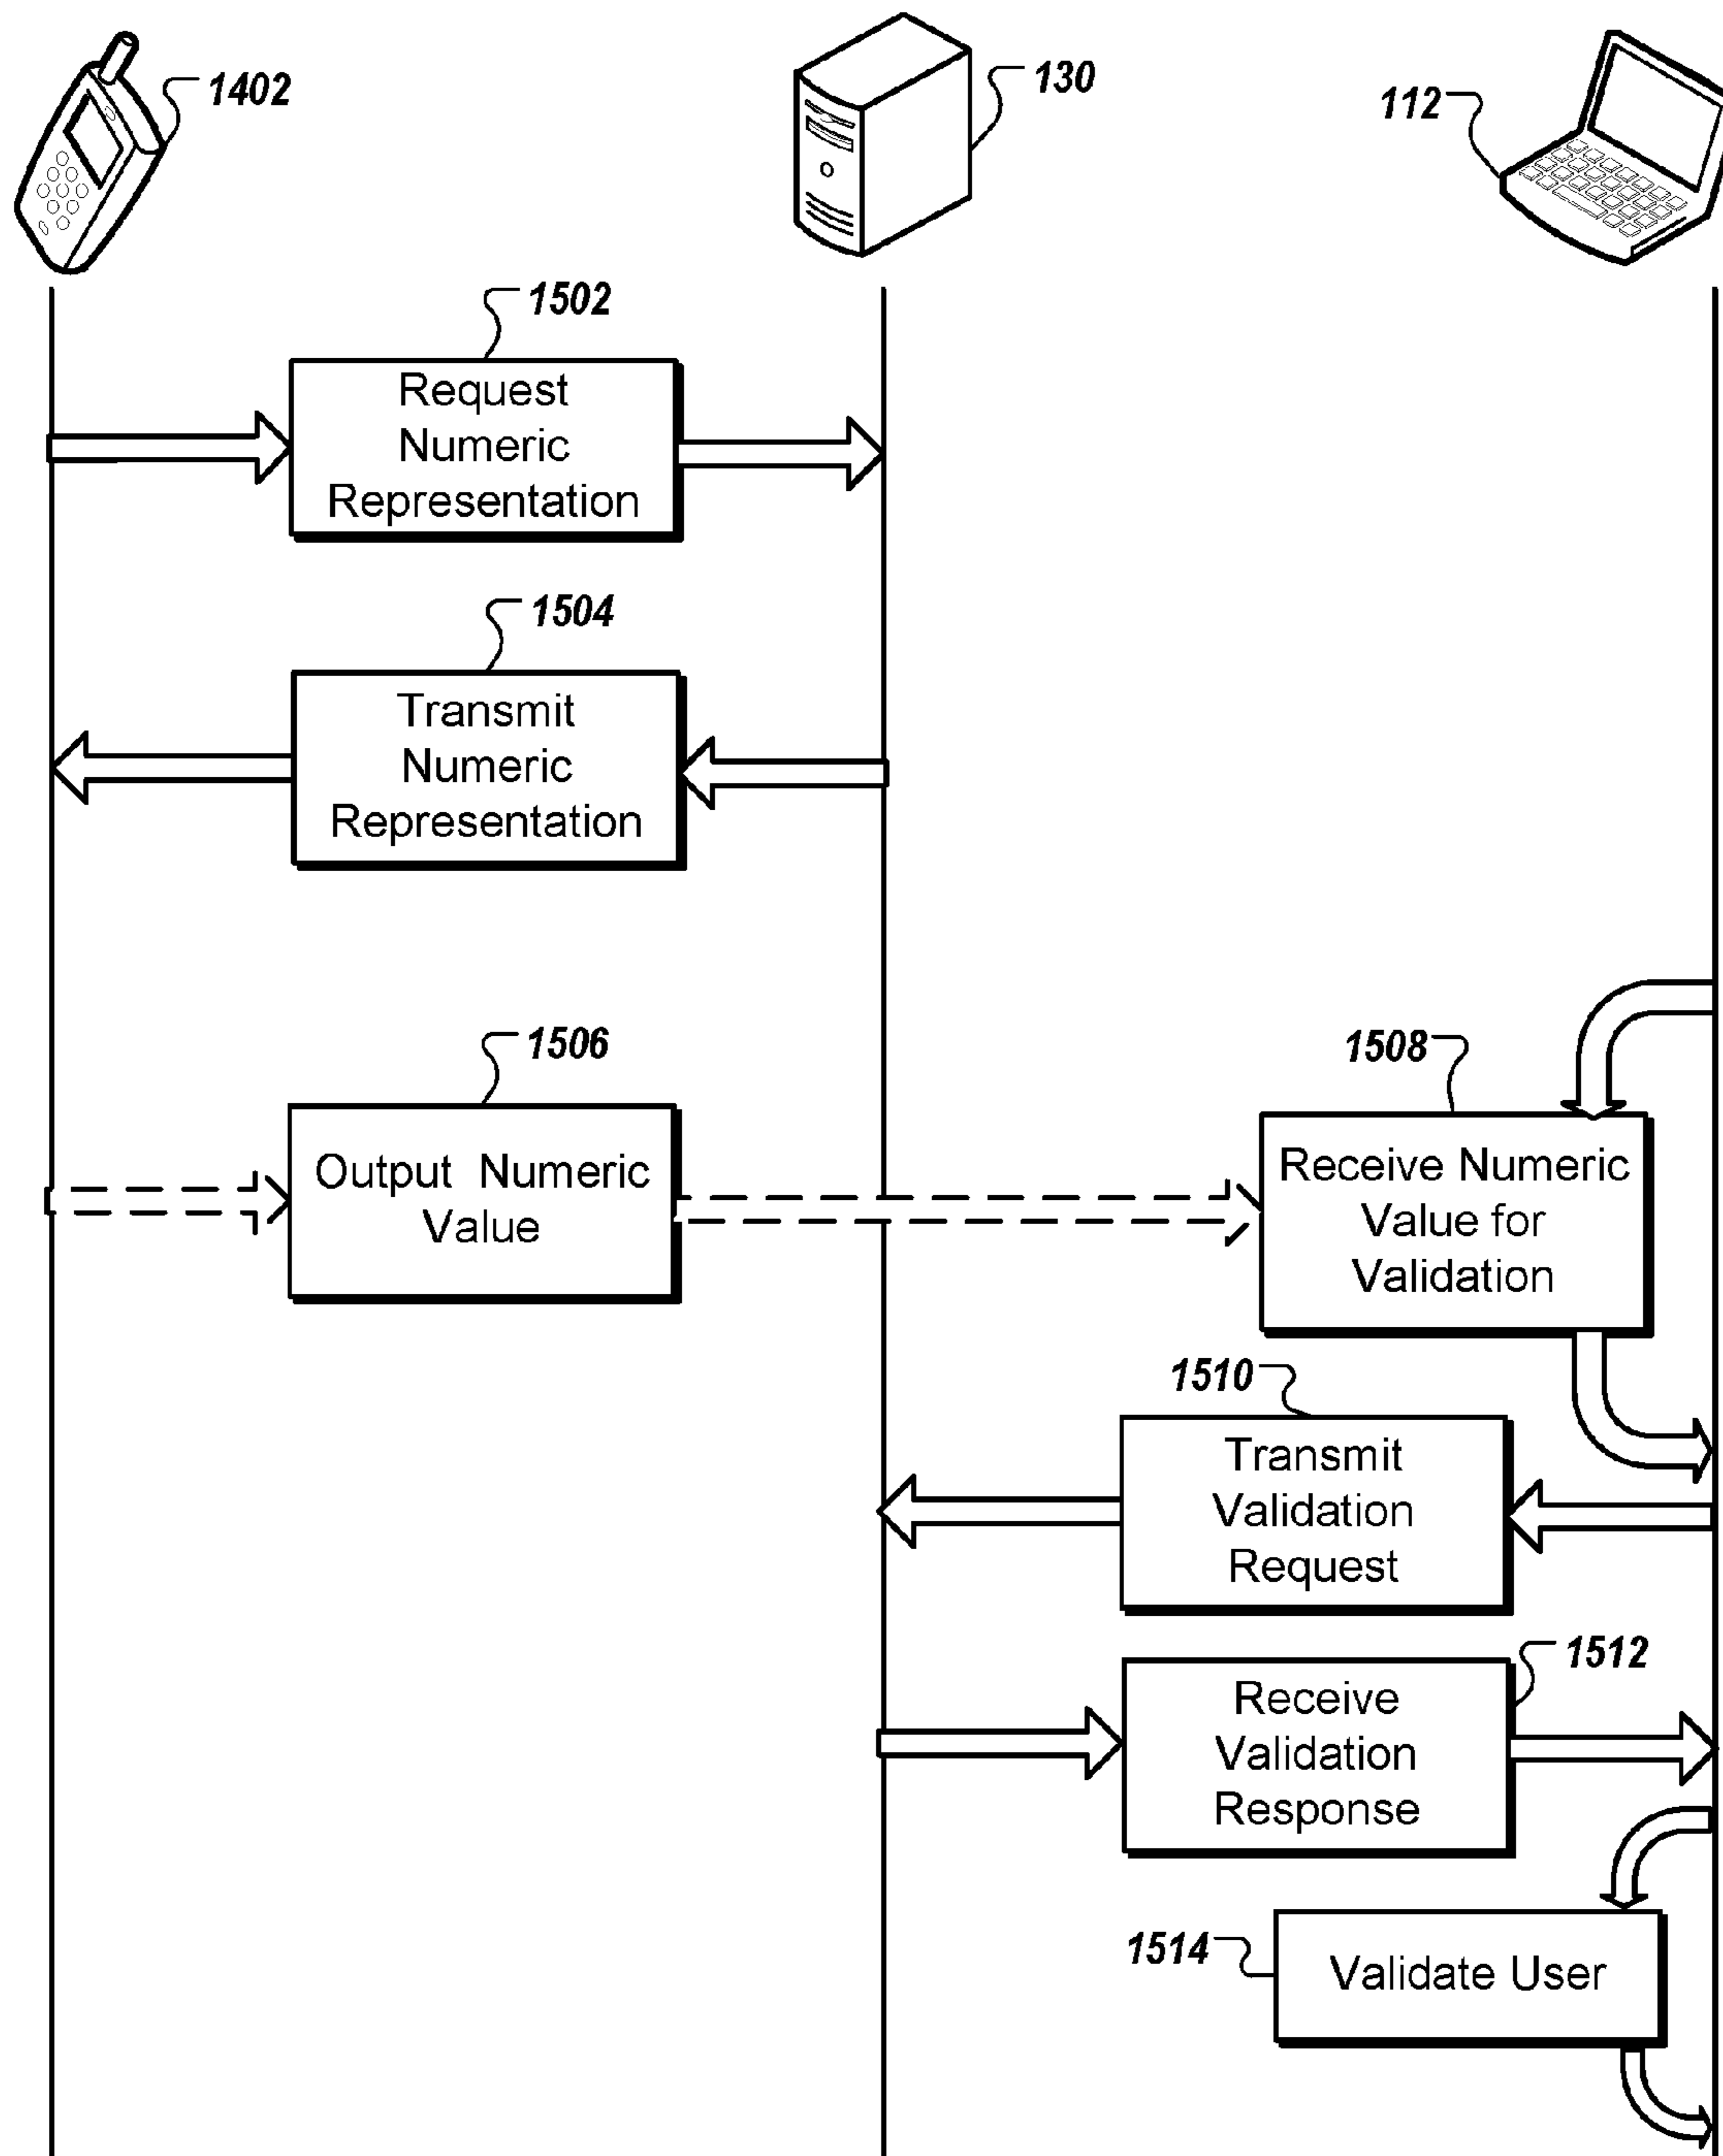 1402
130
112
1502
Request
Numeric
Representation
1504
Transmit
Numeric
Representation
1506
Output Numeric
Value
1508
Receive Numeric
Value for
Validation
1510
Transmit
Validation
Request
1512
Receive
Validation
Response
1514
Validate User